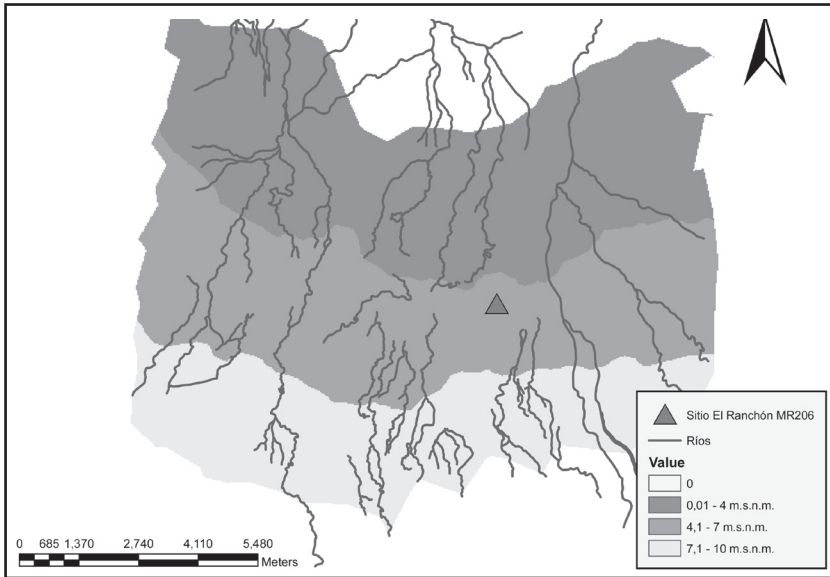 Sitio El Ranchón MR206
Ríos
Value
0
0,01 - 4 m.s.n.m.
4,1 - 7 m.s.n.m.
7,1 - 10 m.s.n.m.
0 685 1,370 2,740 4,110 5,480
Meters